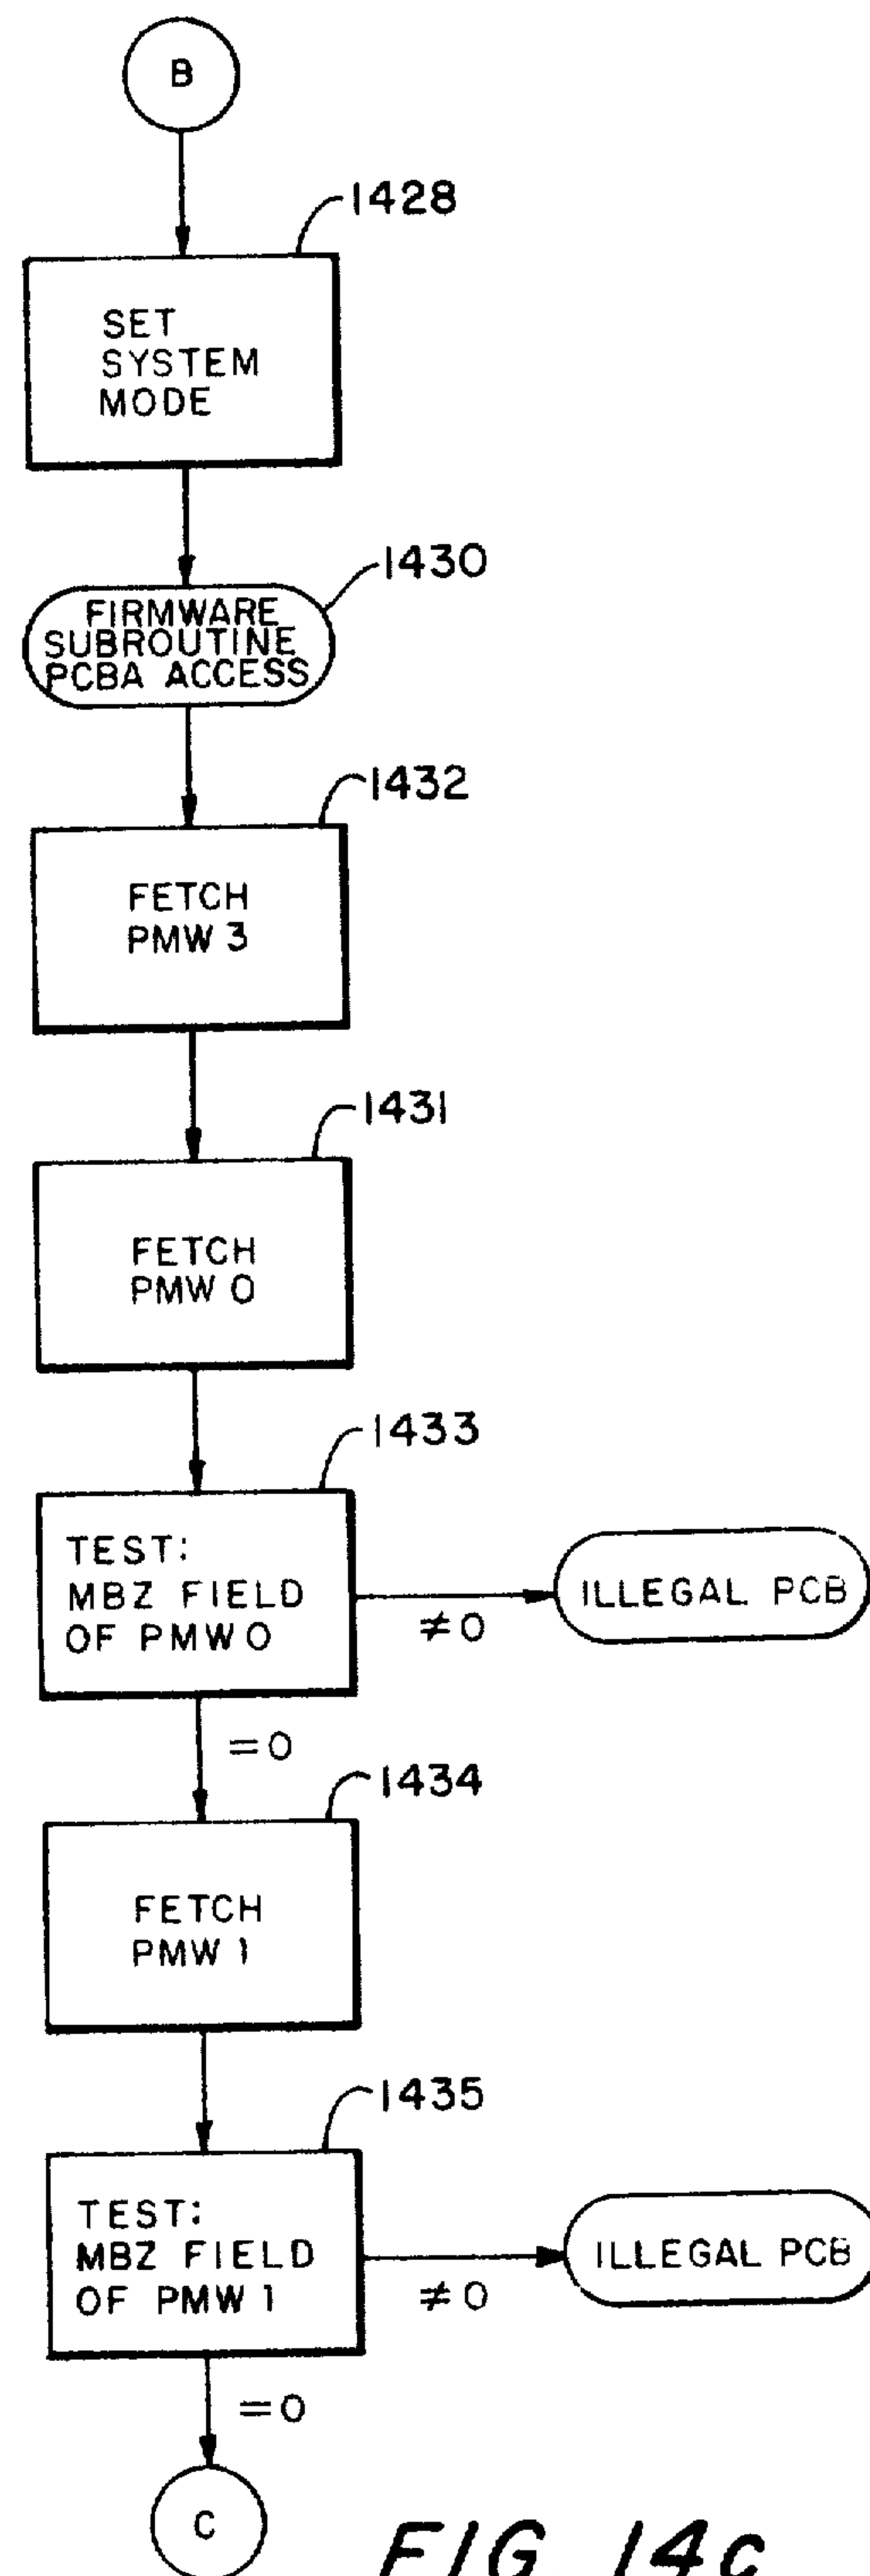 B
1428
SET
SYSTEM
MODE
1430
FIRMWARE
SUBROUTINE
PCBA ACCESS
1432
FETCH
PMW 3
1431
FETCH
PMW 0
1433
TEST:
MBZ FIELD
OF PMW0
≠0
ILLEGAL PCB
=0
1434
FETCH
PMW 1
1435
TEST:
MBZ FIELD
OF PMW 1
≠0
ILLEGAL PCB
=0
C
FIG 14c